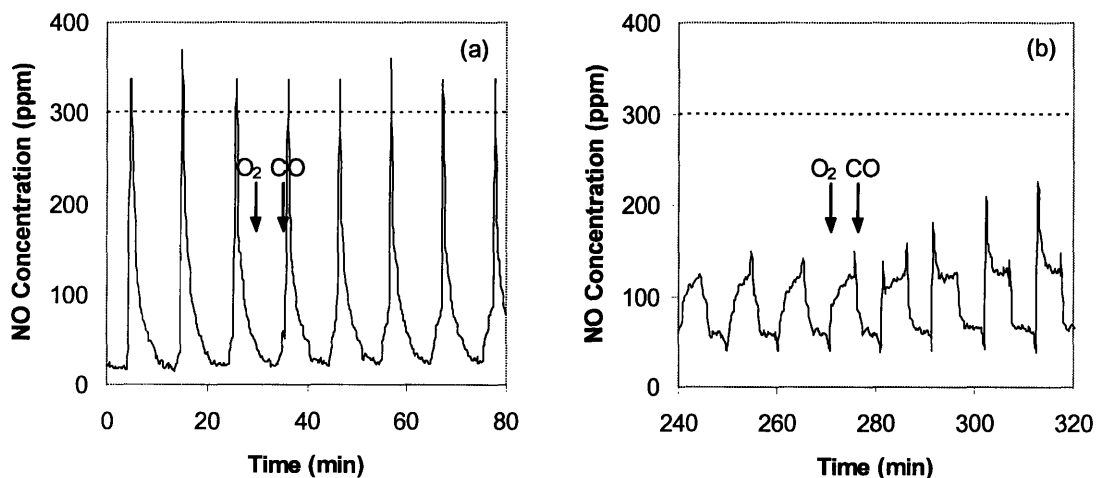 (a)
NO Concentration (ppm)
400
300
200
100
0
O₂ CO
0 20 40 60 80
Time (min)
(b)
NO Concentration (ppm)
400
300
200
100
0
O₂ CO
240 260 280 300 320
Time (min)